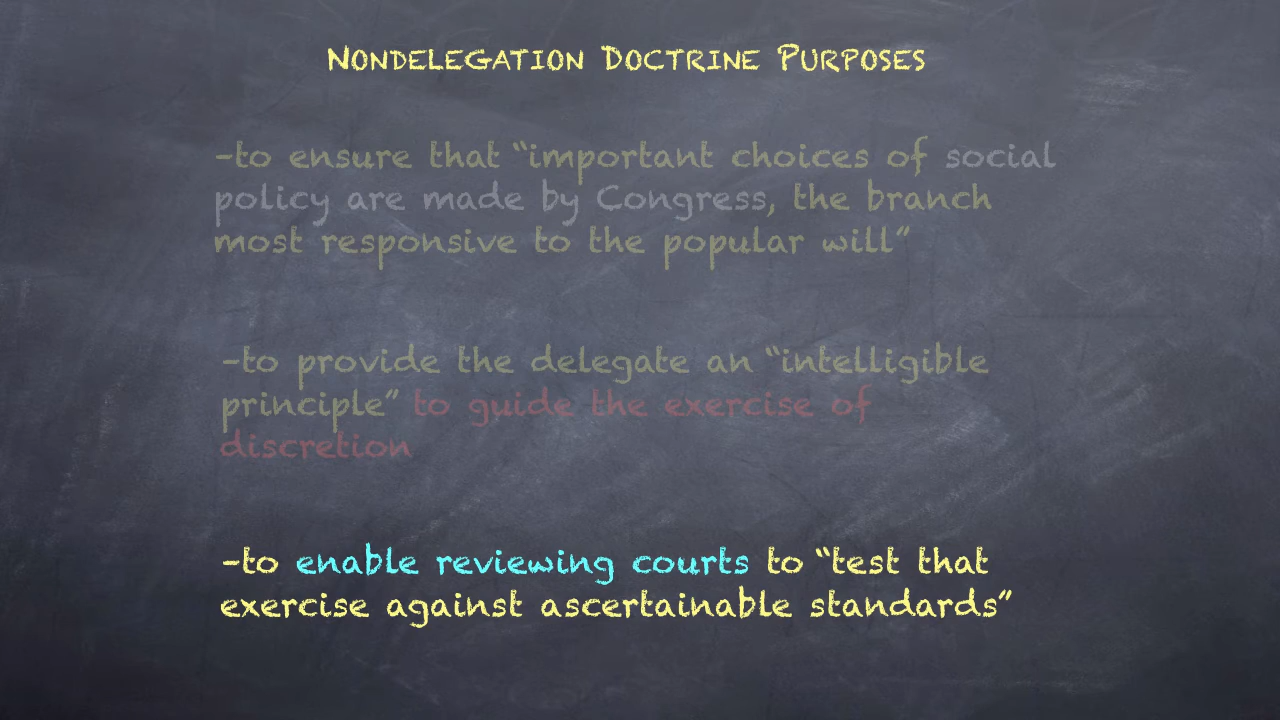 Nondelegation Doctrine Purposes
-to ensure that “important choices of social
policy are made by Congress, the branch
most responsive to the popular will”
-to provide the delegate an “intelligible
principle” to guide the exercise of
discretion
-to enable reviewing courts to “test that
exercise against ascertainable standards”